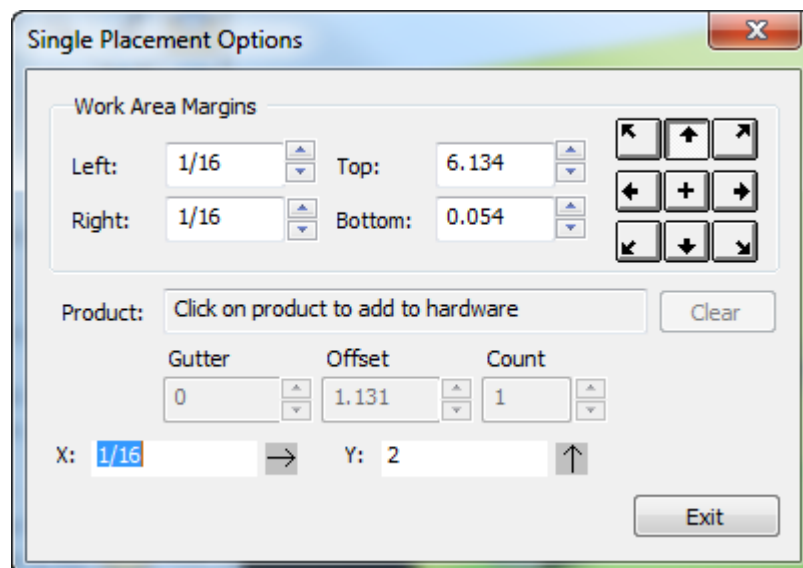 Single Placement Options
Work Area Margins
Left: 1/16 Top: 6.134
Right: 1/16 Bottom: 0.054
Product: Click on product to add to hardware Clear
Gutter Offset Count
0 1.131 1
X: 1/16 Y: 2
Exit